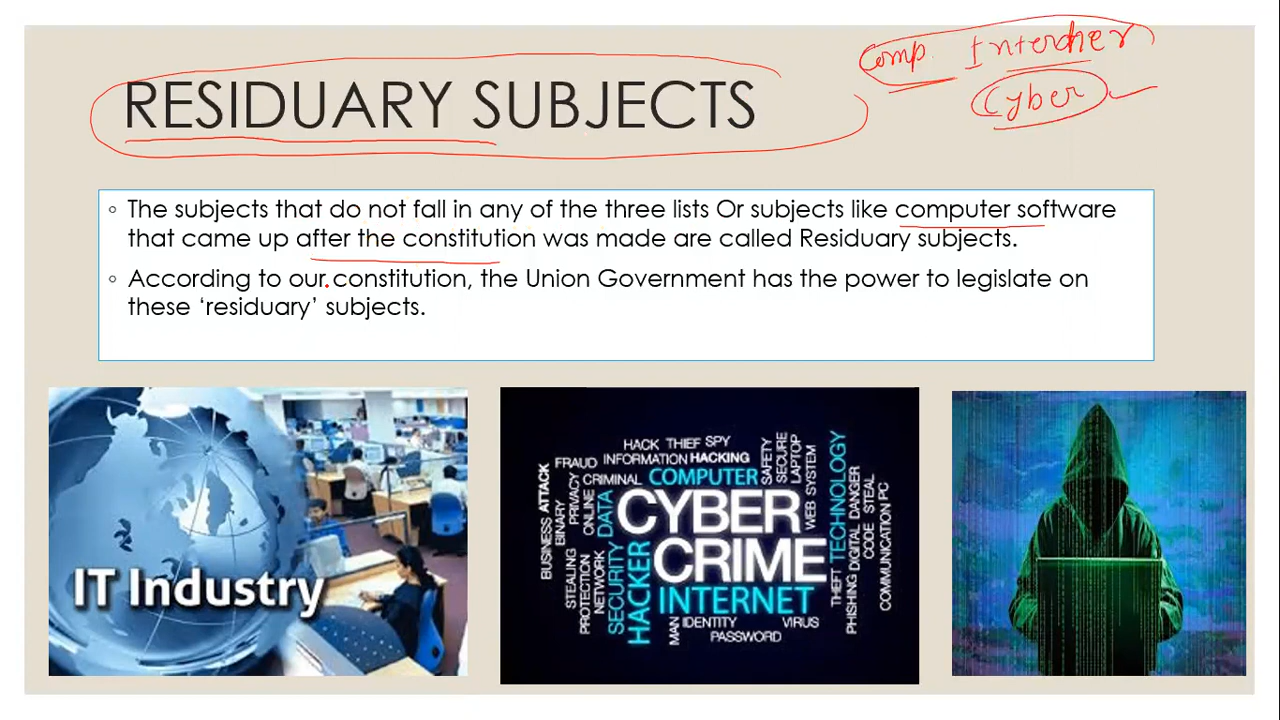 Comp. Internet
Cyber
RESIDUARY SUBJECTS
◦ The subjects that do not fall in any of the three lists Or subjects like computer software
that came up after the constitution was made are called Residuary subjects.
◦ According to our constitution, the Union Government has the power to legislate on
these ‘residuary’ subjects.
IT Industry
HACK THIEF SPY
FRAUD INFORMATION HACKING
CRIMINAL COMPUTER
CYBER
CRIME
INTERNET
MAN IDENTITY VIRUS
PASSWORD
BUSINESS ATTACK
BINARY
STEALING PRIVACY
PROTECTION ONLINE
NETWORK
SECURITY DATA
HACKER
SAFETY
SECURE
LAPTOP
WEB SYSTEM
THEFT TECHNOLOGY
PHISHING DIGITAL DANGER
CODE STEAL
COMMUNICATION PC